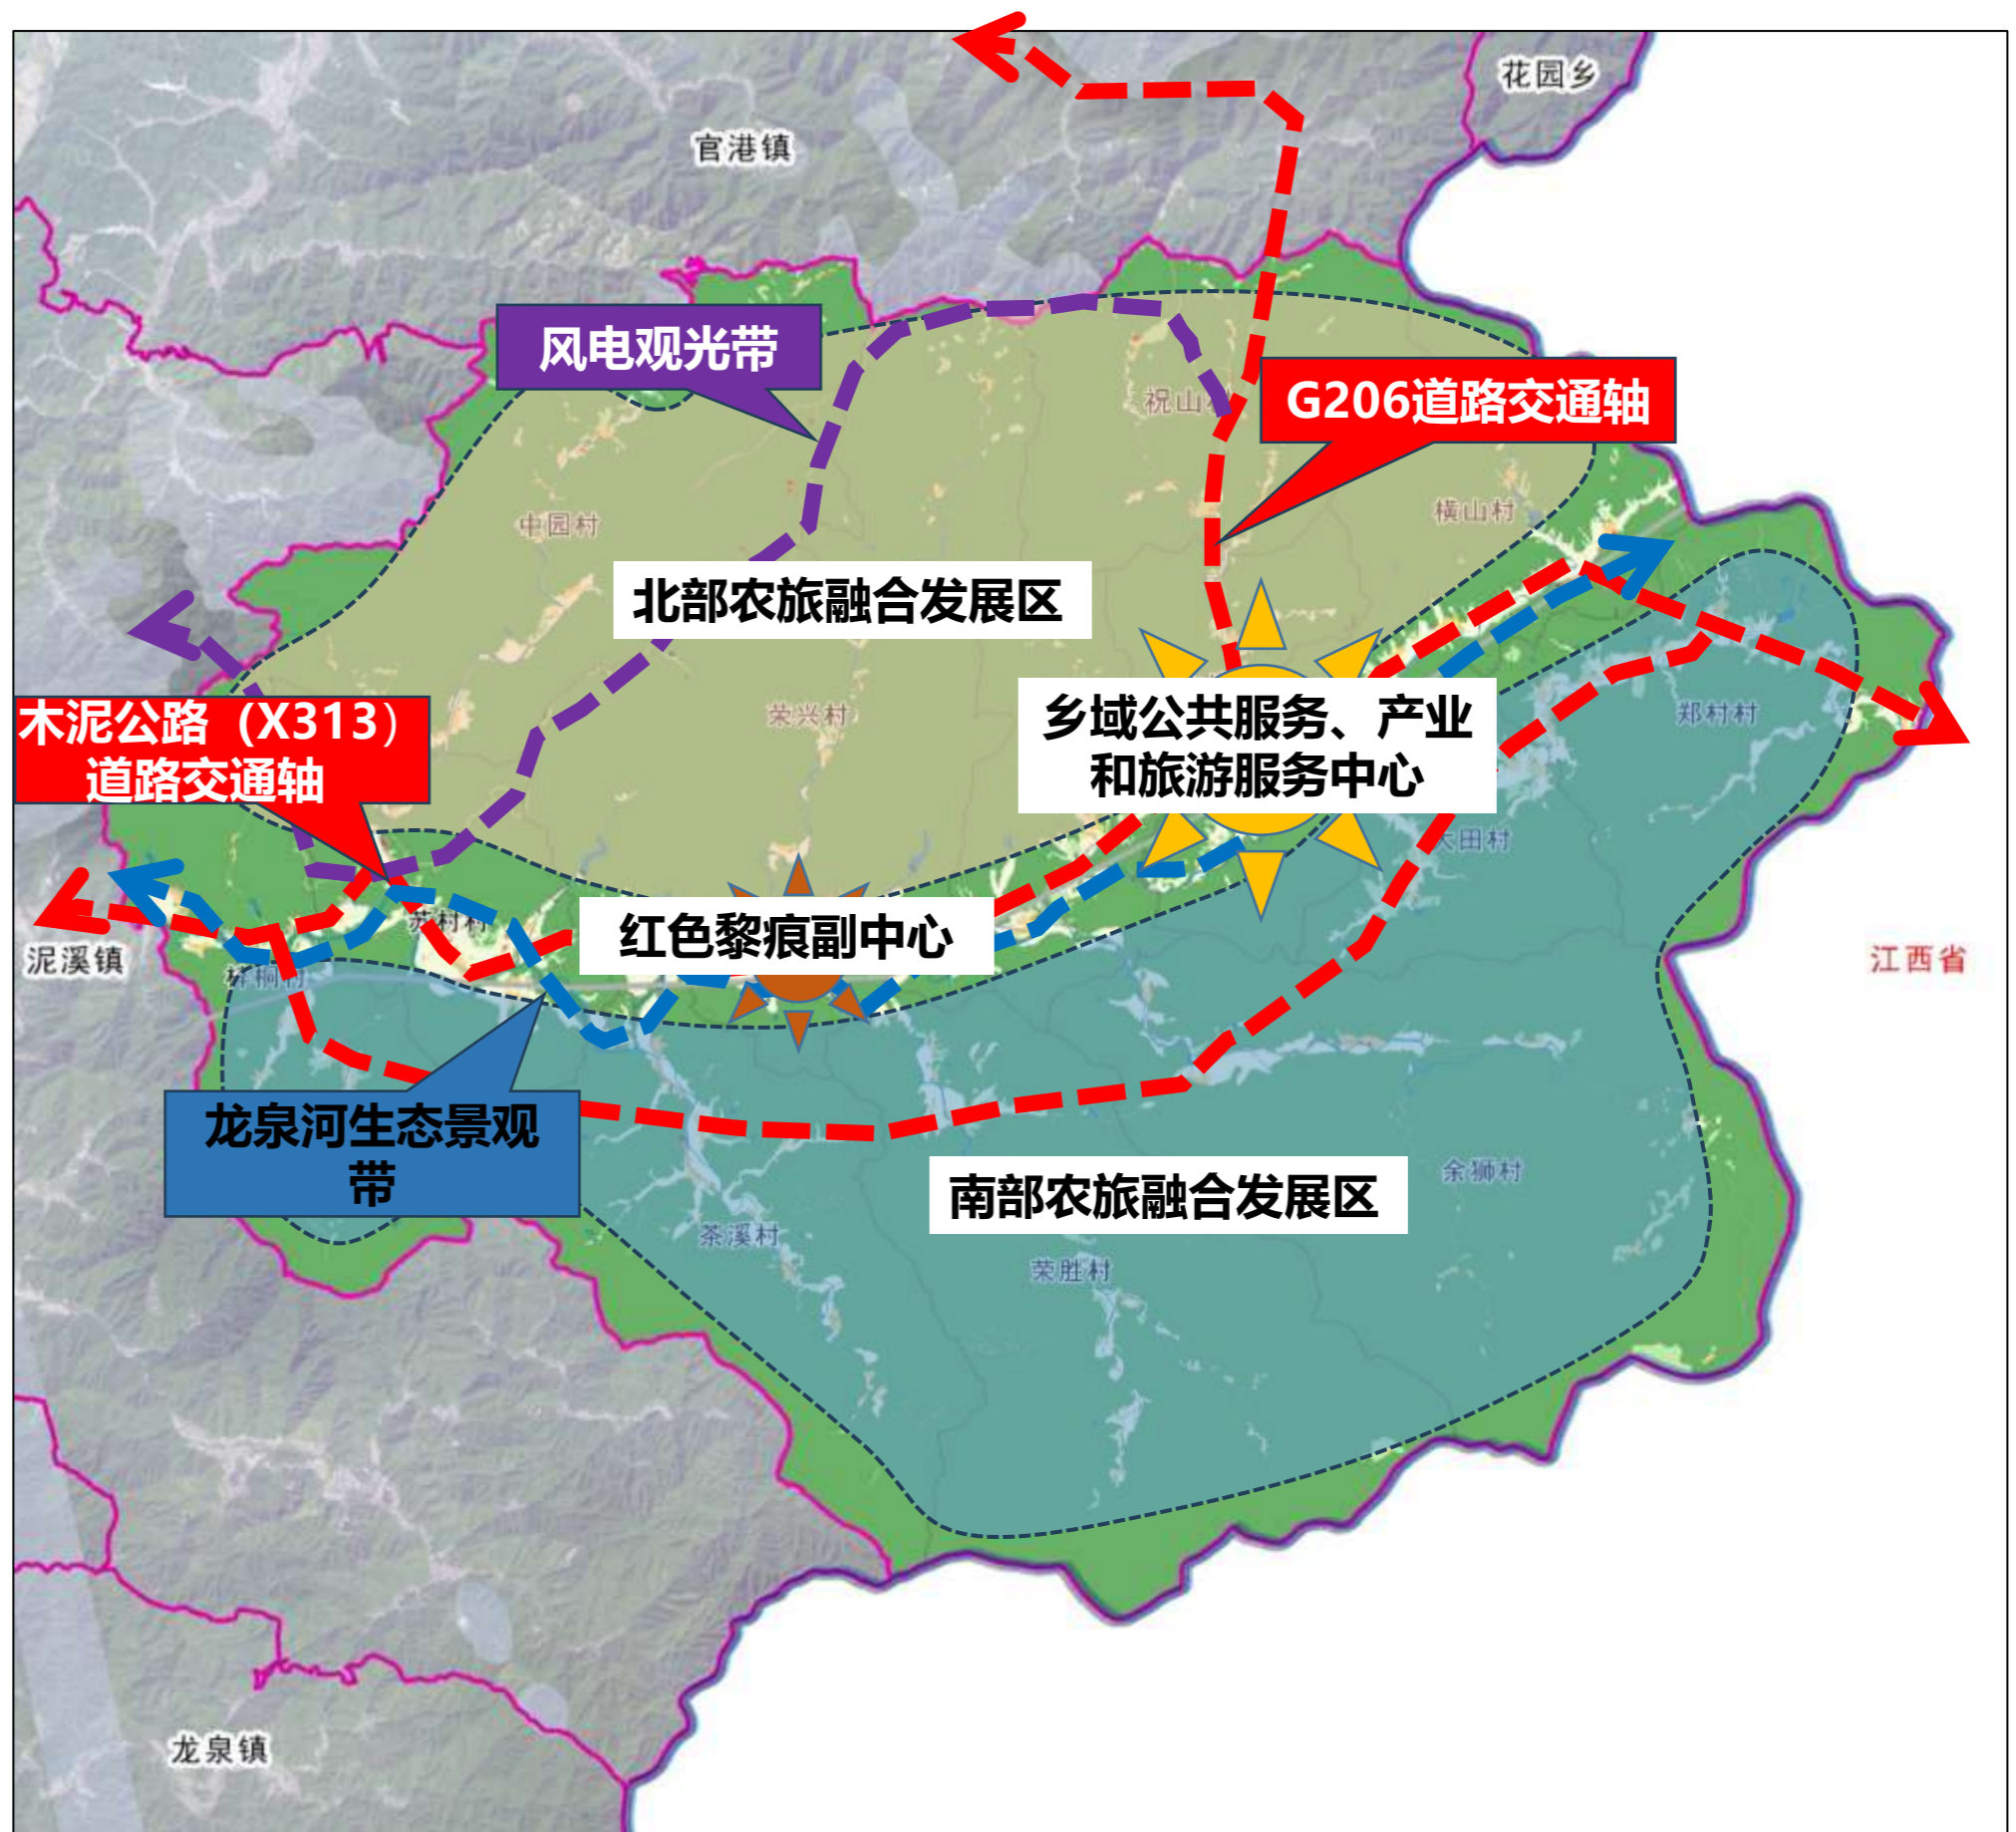 花园乡
官港镇
风电观光带
祝山村
G206道路交通轴
中园村
横山村
北部农旅融合发展区
木泥公路（X313）
道路交通轴
荣兴村
乡域公共服务、产业
和旅游服务中心
郑村村
大田村
苏村村
红色黎痕副中心
泥溪镇
江西省
龙泉河生态景观
带
南部农旅融合发展区
余狮村
茶溪村
荣胜村
龙泉镇